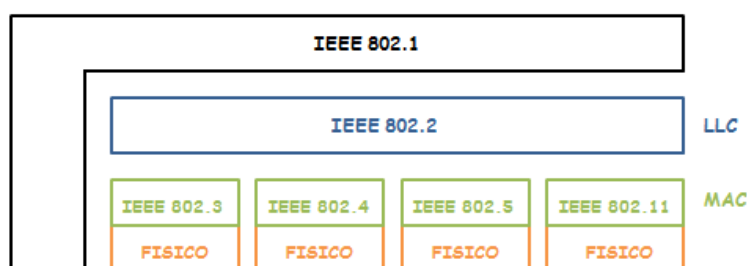 IEEE 802.1
IEEE 802.2
LLC
IEEE 802.3 IEEE 802.4 IEEE 802.5 IEEE 802.11
MAC
FISICO FISICO FISICO FISICO